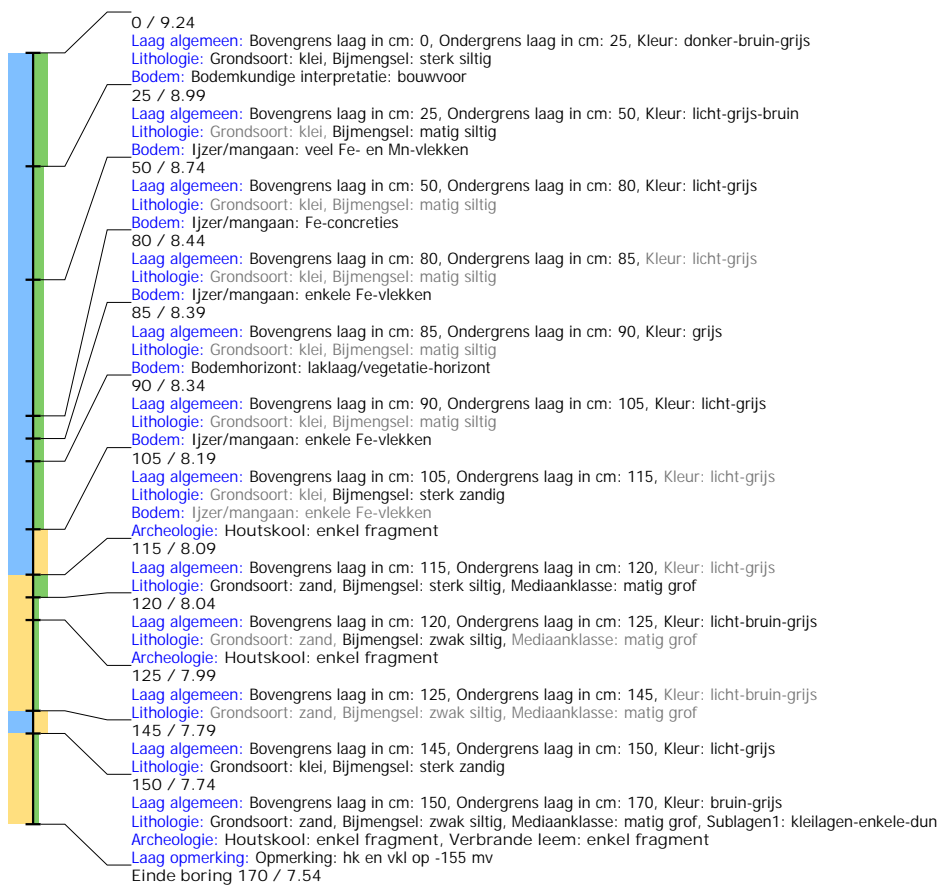 0 / 9.24
Laag algemeen: Bovengrens laag in cm: 0, Ondergrens laag in cm: 25, Kleur: donker-bruin-grijs
Lithologie: Grondsoort: klei, Bijmengsel: sterk siltig
Bodem: Bodemkundige interpretatie: bouwvoor
25 / 8.99
Laag algemeen: Bovengrens laag in cm: 25, Ondergrens laag in cm: 50, Kleur: licht-grijs-bruin
Lithologie: Grondsoort: klei, Bijmengsel: matig siltig
Bodem: Ijzer/mangaan: veel Fe- en Mn-vlekken
50 / 8.74
Laag algemeen: Bovengrens laag in cm: 50, Ondergrens laag in cm: 80, Kleur: licht-grijs
Lithologie: Grondsoort: klei, Bijmengsel: matig siltig
Bodem: Ijzer/mangaan: Fe-concreties
80 / 8.44
Laag algemeen: Bovengrens laag in cm: 80, Ondergrens laag in cm: 85, Kleur: licht-grijs
Lithologie: Grondsoort: klei, Bijmengsel: matig siltig
Bodem: Ijzer/mangaan: enkele Fe-vlekken
85 / 8.39
Laag algemeen: Bovengrens laag in cm: 85, Ondergrens laag in cm: 90, Kleur: grijs
Lithologie: Grondsoort: klei, Bijmengsel: matig siltig
Bodem: Bodemhorizont: laklaag/vegetatie-horizont
90 / 8.34
Laag algemeen: Bovengrens laag in cm: 90, Ondergrens laag in cm: 105, Kleur: licht-grijs
Lithologie: Grondsoort: klei, Bijmengsel: matig siltig
Bodem: Ijzer/mangaan: enkele Fe-vlekken
105 / 8.19
Laag algemeen: Bovengrens laag in cm: 105, Ondergrens laag in cm: 115, Kleur: licht-grijs
Lithologie: Grondsoort: klei, Bijmengsel: sterk zandig
Bodem: Ijzer/mangaan: enkele Fe-vlekken
Archeologie: Houtskool: enkel fragment
115 / 8.09
Laag algemeen: Bovengrens laag in cm: 115, Ondergrens laag in cm: 120, Kleur: licht-grijs
Lithologie: Grondsoort: zand, Bijmengsel: sterk siltig, Mediaanklasse: matig grof
120 / 8.04
Laag algemeen: Bovengrens laag in cm: 120, Ondergrens laag in cm: 125, Kleur: licht-bruin-grijs
Lithologie: Grondsoort: zand, Bijmengsel: zwak siltig, Mediaanklasse: matig grof
Archeologie: Houtskool: enkel fragment
125 / 7.99
Laag algemeen: Bovengrens laag in cm: 125, Ondergrens laag in cm: 145, Kleur: licht-bruin-grijs
Lithologie: Grondsoort: zand, Bijmengsel: zwak siltig, Mediaanklasse: matig grof
145 / 7.79
Laag algemeen: Bovengrens laag in cm: 145, Ondergrens laag in cm: 150, Kleur: licht-grijs
Lithologie: Grondsoort: klei, Bijmengsel: sterk zandig
150 / 7.74
Laag algemeen: Bovengrens laag in cm: 150, Ondergrens laag in cm: 170, Kleur: bruin-grijs
Lithologie: Grondsoort: zand, Bijmengsel: zwak siltig, Mediaanklasse: matig grof, Sublagen1: kleilagen-enkele-dun
Archeologie: Houtskool: enkel fragment, Verbrande leem: enkel fragment
Laag opmerking: Opmerking: hk en vkl op -155 mv
Einde boring 170 / 7.54